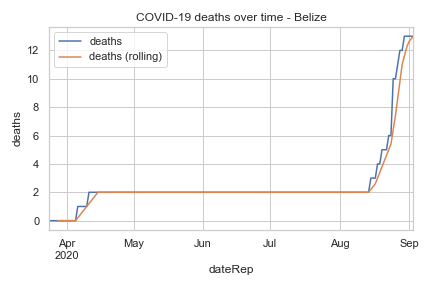 COVID-19 deaths over time - Belize
deaths
deaths (rolling)
deaths
12
10
8
6
4
2
0
Apr May Jun Jul Aug Sep
2020
dateRep